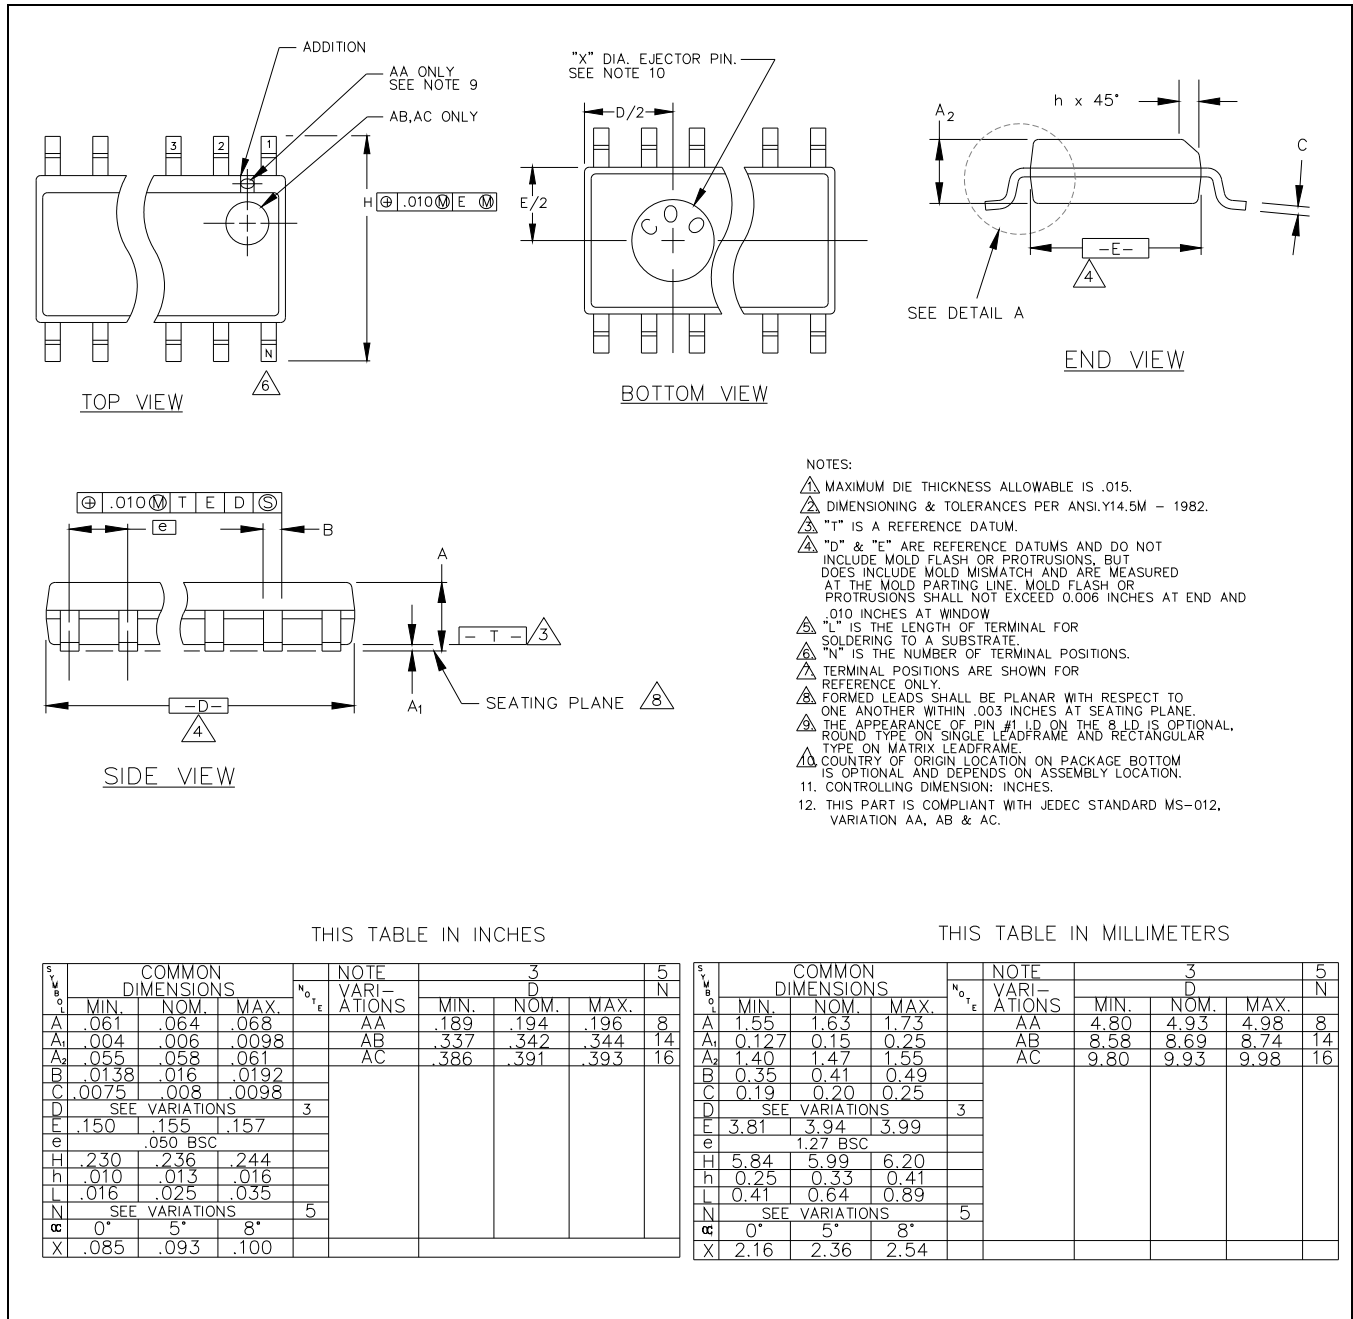 ADDITION
AA ONLY
SEE NOTE 9
AB,AC ONLY
3 2 1
H ⊕ .010 Ⓜ E Ⓜ
N
6
TOP VIEW
"X" DIA. EJECTOR PIN.
SEE NOTE 10
D/2
E/2
C O O
BOTTOM VIEW
h x 45°
A2
C
-E-
4
SEE DETAIL A
END VIEW
⊕ .010 Ⓜ T E D Ⓢ
e
B
A
- T - 3
A1
SEATING PLANE 8
-D-
4
SIDE VIEW
NOTES:
1. MAXIMUM DIE THICKNESS ALLOWABLE IS .015.
2. DIMENSIONING & TOLERANCES PER ANSI.Y14.5M – 1982.
3. "T" IS A REFERENCE DATUM.
4. "D" & "E" ARE REFERENCE DATUMS AND DO NOT
INCLUDE MOLD FLASH OR PROTRUSIONS, BUT
DOES INCLUDE MOLD MISMATCH AND ARE MEASURED
AT THE MOLD PARTING LINE. MOLD FLASH OR
PROTRUSIONS SHALL NOT EXCEED 0.006 INCHES AT END AND
.010 INCHES AT WINDOW
5. "L" IS THE LENGTH OF TERMINAL FOR
SOLDERING TO A SUBSTRATE.
6. "N" IS THE NUMBER OF TERMINAL POSITIONS.
7. TERMINAL POSITIONS ARE SHOWN FOR
REFERENCE ONLY.
8. FORMED LEADS SHALL BE PLANAR WITH RESPECT TO
ONE ANOTHER WITHIN .003 INCHES AT SEATING PLANE.
9. THE APPEARANCE OF PIN #1 I.D ON THE 8 LD IS OPTIONAL,
ROUND TYPE ON SINGLE LEADFRAME AND RECTANGULAR
TYPE ON MATRIX LEADFRAME.
10. COUNTRY OF ORIGIN LOCATION ON PACKAGE BOTTOM
IS OPTIONAL AND DEPENDS ON ASSEMBLY LOCATION.
11. CONTROLLING DIMENSION: INCHES.
12. THIS PART IS COMPLIANT WITH JEDEC STANDARD MS-012,
VARIATION AA, AB & AC.
THIS TABLE IN INCHES
SYMBOL COMMON NOTE NOTE 3 5
DIMENSIONS VARI- D N
MIN. NOM. MAX. ATIONS MIN. NOM. MAX.
A .061 .064 .068 AA .189 .194 .196 8
A1 .004 .006 .0098 AB .337 .342 .344 14
A2 .055 .058 .061 AC .386 .391 .393 16
B .0138 .016 .0192
C .0075 .008 .0098
D SEE VARIATIONS 3
E .150 .155 .157
e .050 BSC
H .230 .236 .244
h .010 .013 .016
L .016 .025 .035
N SEE VARIATIONS 5
α 0° 5° 8°
X .085 .093 .100
THIS TABLE IN MILLIMETERS
SYMBOL COMMON NOTE NOTE 3 5
DIMENSIONS VARI- D N
MIN. NOM. MAX. ATIONS MIN. NOM. MAX.
A 1.55 1.63 1.73 AA 4.80 4.93 4.98 8
A1 0.127 0.15 0.25 AB 8.58 8.69 8.74 14
A2 1.40 1.47 1.55 AC 9.80 9.93 9.98 16
B 0.35 0.41 0.49
C 0.19 0.20 0.25
D SEE VARIATIONS 3
E 3.81 3.94 3.99
e 1.27 BSC
H 5.84 5.99 6.20
h 0.25 0.33 0.41
L 0.41 0.64 0.89
N SEE VARIATIONS 5
α 0° 5° 8°
X 2.16 2.36 2.54